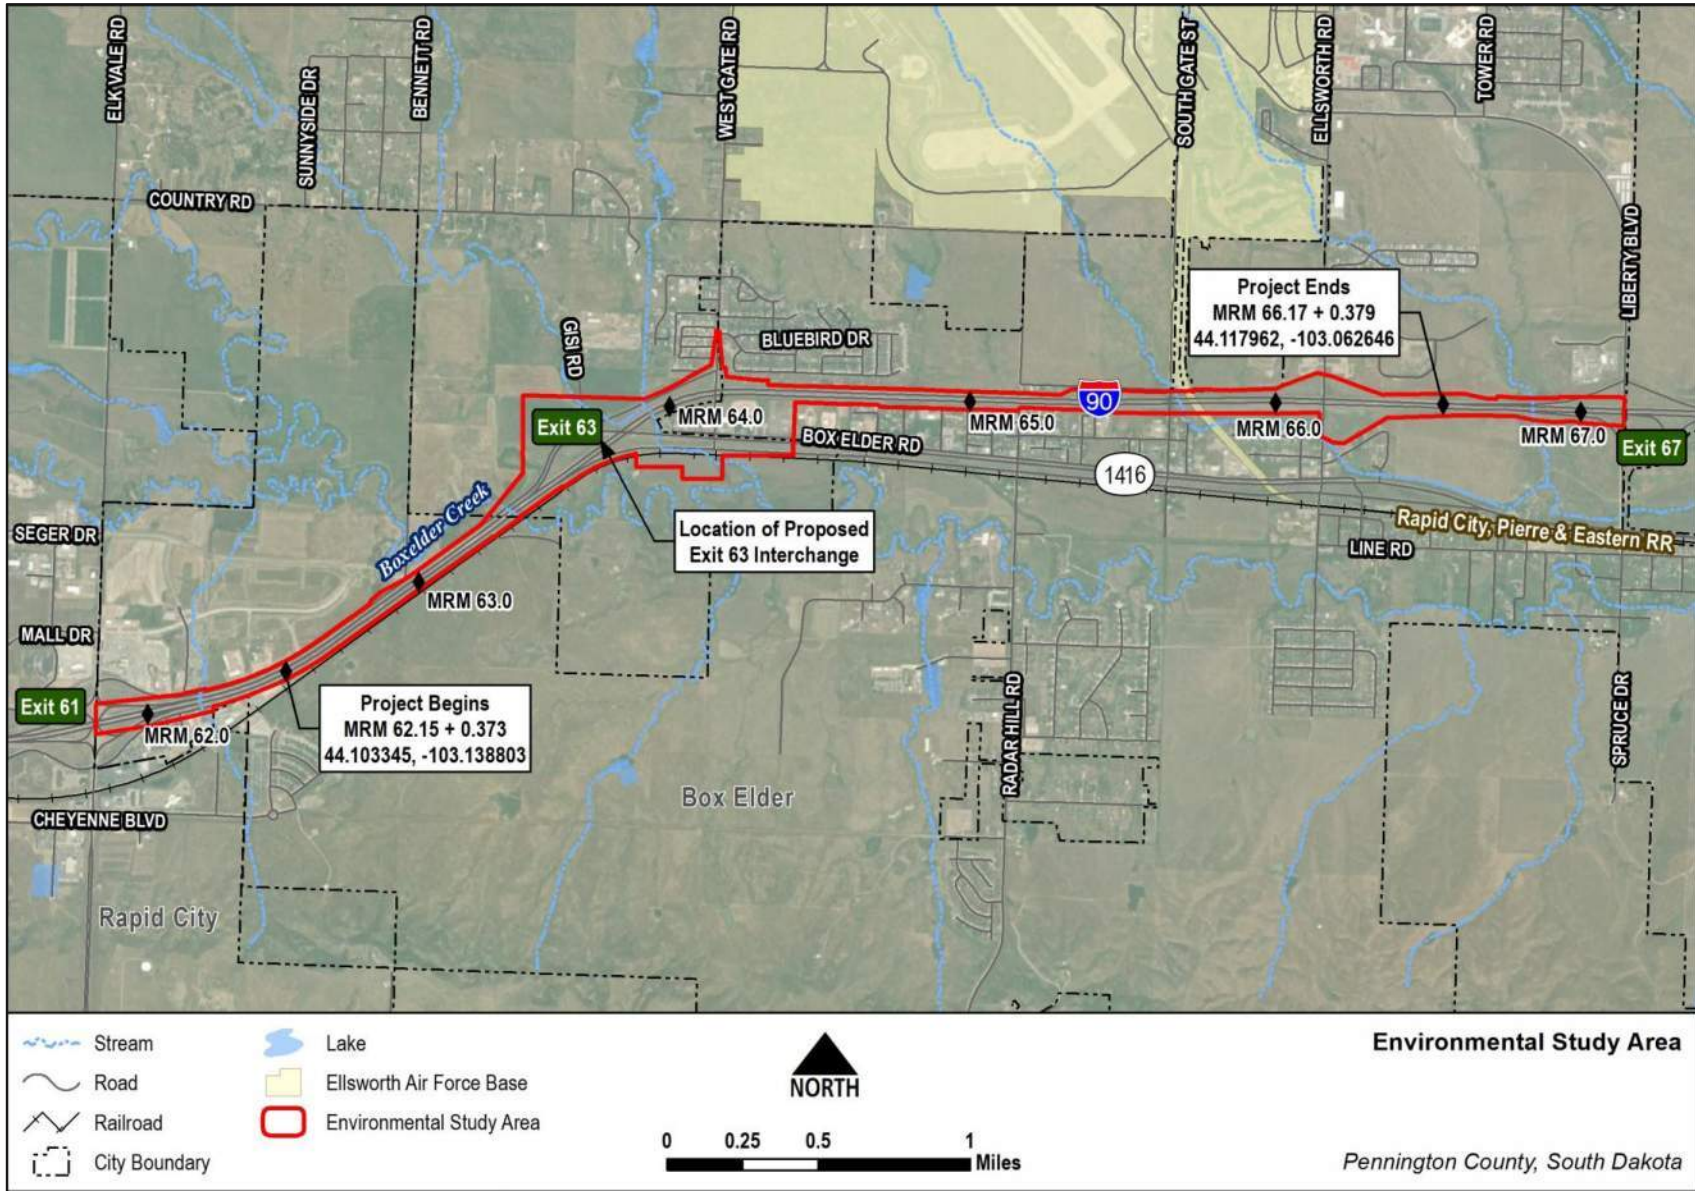 ELK VALE RD
SUNNYSIDE DR
BENNETT RD
WEST GATE RD
SOUTH GATE ST
ELLSWORTH RD
TOWER RD
COUNTRY RD
LIBERTY BLVD
Project Ends
MRM 66.17 + 0.379
44.117962, -103.062646
GISI RD
BLUEBIRD DR
90
Exit 63
MRM 64.0
MRM 65.0
MRM 66.0
MRM 67.0
Exit 67
BOX ELDER RD
1416
Boxelder Creek
Location of Proposed
Exit 63 Interchange
Rapid City, Pierre & Eastern RR
LINE RD
SEGER DR
MRM 63.0
MALL DR
Exit 61
MRM 62.0
Project Begins
MRM 62.15 + 0.373
44.103345, -103.138803
RADAR HILL RD
SPRUCE DR
Box Elder
CHEYENNE BLVD
Rapid City
Stream
Road
Railroad
City Boundary
Lake
Ellsworth Air Force Base
Environmental Study Area
NORTH
0 0.25 0.5 1
Miles
Environmental Study Area
Pennington County, South Dakota